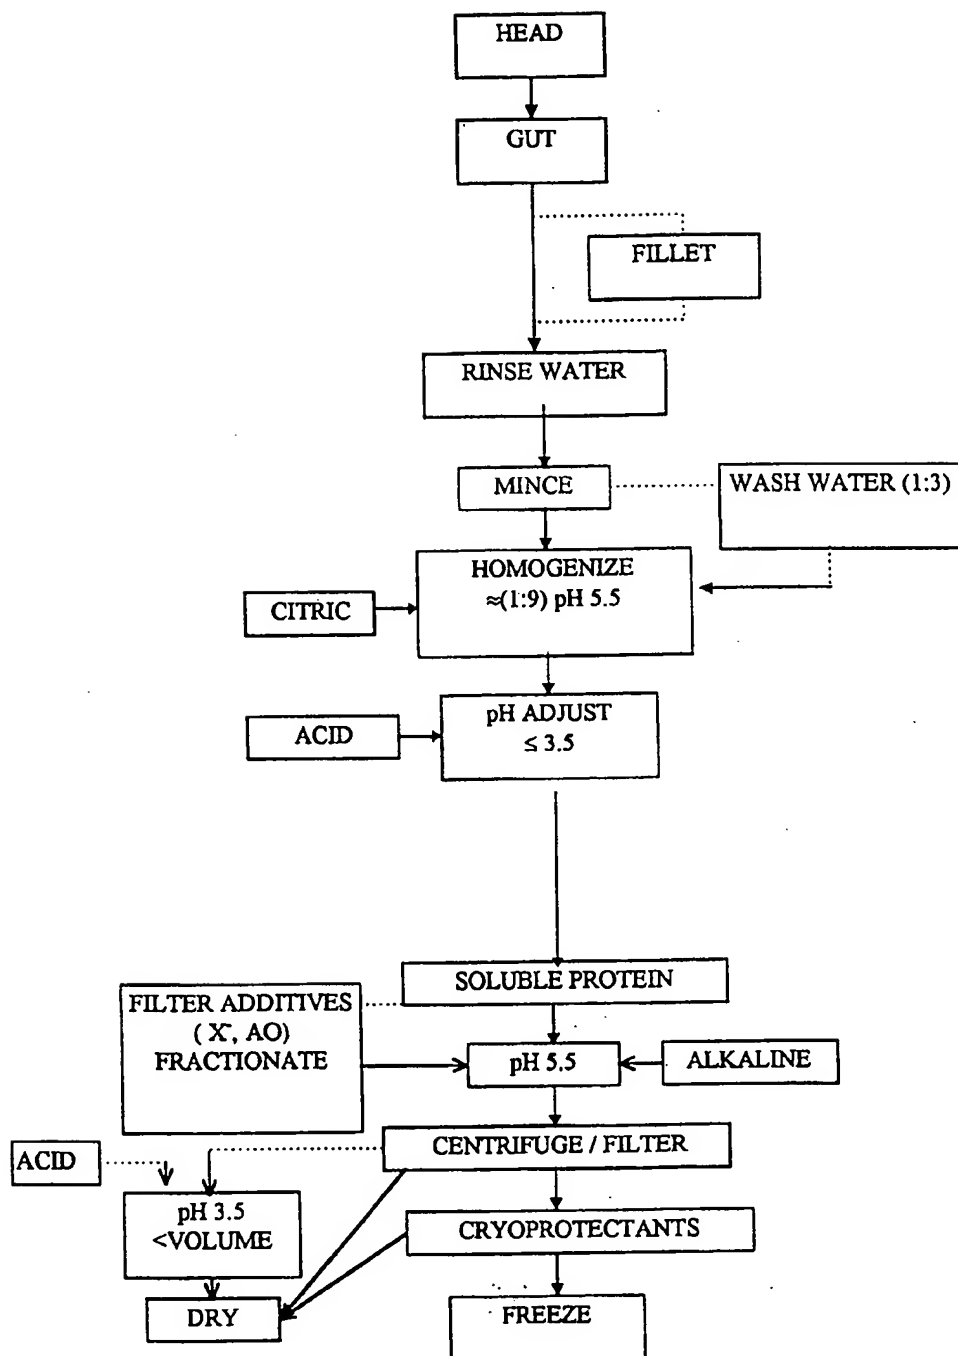 HEAD
GUT
FILLET
RINSE WATER
MINCE
WASH WATER (1:3)
HOMOGENIZE
≈(1:9) pH 5.5
CITRIC
pH ADJUST
≤ 3.5
ACID
SOLUBLE PROTEIN
FILTER ADDITIVES
( X⁻, AO)
FRACTIONATE
pH 5.5
ALKALINE
CENTRIFUGE / FILTER
ACID
pH 3.5
<VOLUME
CRYOPROTECTANTS
DRY
FREEZE